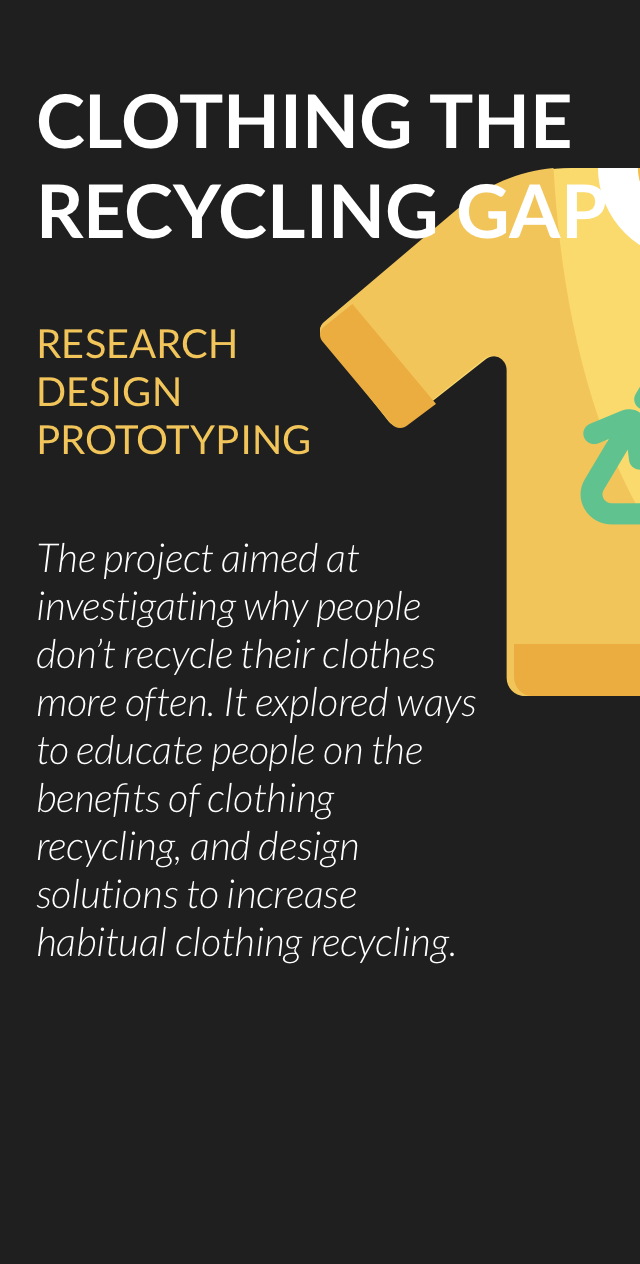 CLOTHING THE
RECYCLING GAP
RESEARCH
DESIGN
PROTOTYPING
The project aimed at
investigating why people
don’t recycle their clothes
more often. It explored ways
to educate people on the
benefits of clothing
recycling, and design
solutions to increase
habitual clothing recycling.